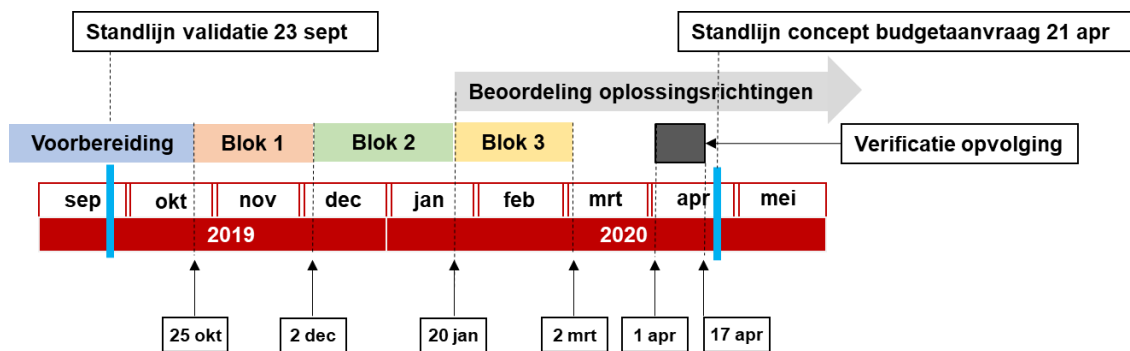 Standlijn validatie 23 sept
Standlijn concept budgetaanvraag 21 apr
Beoordeling oplossingsrichtingen
Voorbereiding
Blok 1
Blok 2
Blok 3
Verificatie opvolging
sep
okt
nov
dec
jan
feb
mrt
apr
mei
2019
2020
25 okt
2 dec
20 jan
2 mrt
1 apr
17 apr